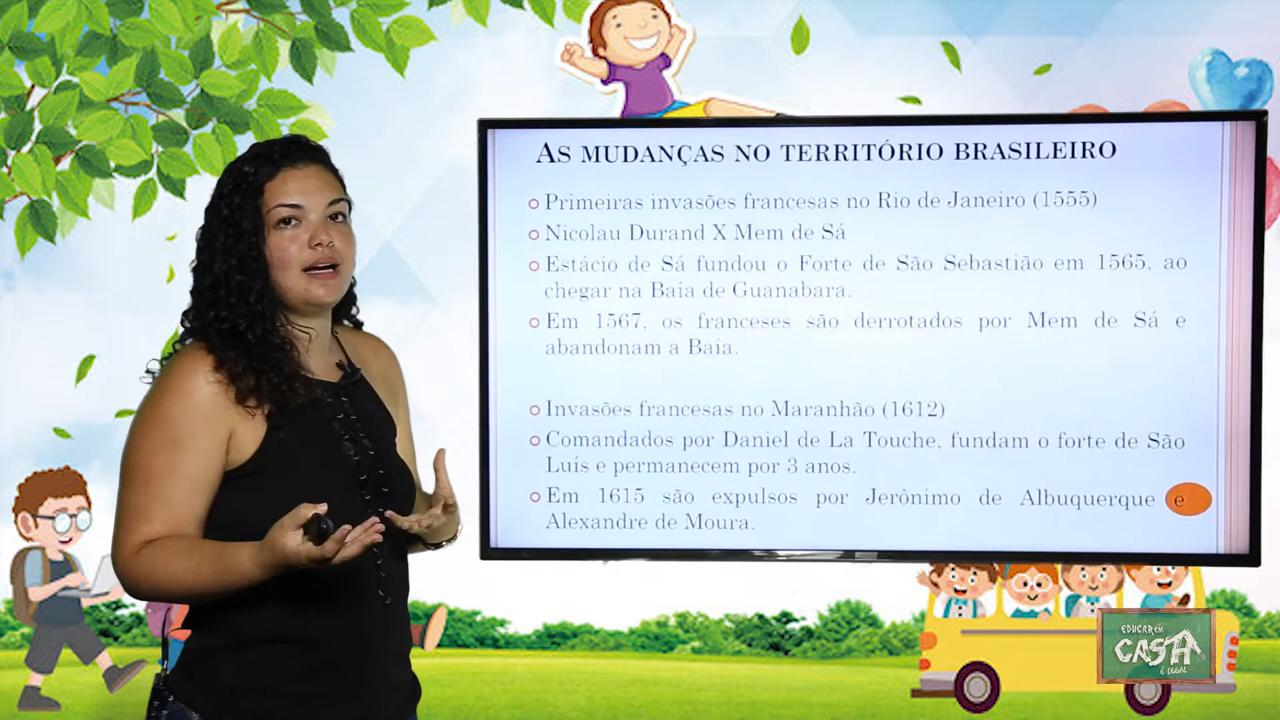 AS MUDANÇAS NO TERRITÓRIO BRASILEIRO
Primeiras invasões francesas no Rio de Janeiro (1555)
Nicolau Durand X Mem de Sá
Estácio de Sá fundou o Forte de São Sebastião em 1565, ao
chegar na Baía de Guanabara.
Em 1567, os franceses são derrotados por Mem de Sá e
abandonam a Baía.
Invasões francesas no Maranhão (1612)
Comandados por Daniel de La Touche, fundam o forte de São
Luís e permanecem por 3 anos.
Em 1615 são expulsos por Jerônimo de Albuquerque e
Alexandre de Moura.
EDUCAR EM
CASA
É LEGAL